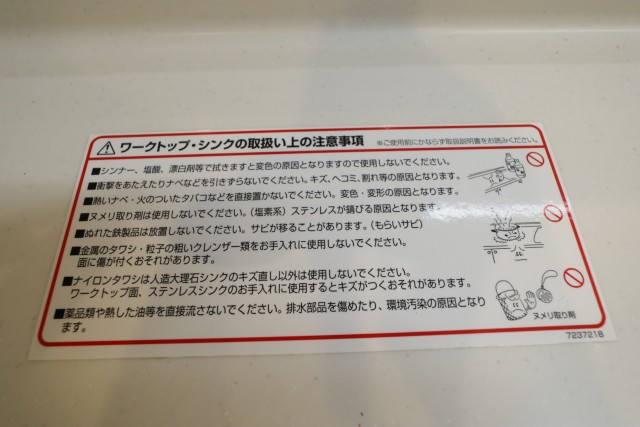 ワークトップ・シンクの取扱い上の注意事項 ※ご使用前にかならず取扱説明書をお読みください。
■シンナー、塩酸、漂白剤等で拭きますと変色の原因となりますので使用しないでください。
■衝撃をあたえたりナベなどを引きずらないでください。キズ、ヘコミ、割れ等の原因となります。
■熱いナベ・火のついたタバコなどを直接置かないでください。変色・変形の原因となります。
■ヌメリ取り剤は使用しないでください。(塩素系) ステンレスが錆びる原因となります。
■ぬれた鉄製品は放置しないでください。サビが移ることがあります。(もらいサビ)
■金属のタワシ・粒子の粗いクレンザー類をお手入れに使用しないでください。
面に傷が付くおそれがあります。
■ナイロンタワシは人造大理石シンクのキズ直し以外は使用しないでください。
ワークトップ面、ステンレスシンクのお手入れに使用するとキズがつくおそれがあります。
■薬品類や熱した油等を直接流さないでください。排水部品を傷めたり、環境汚染の原因となり
ます。
ヌメリ取り剤
7237218